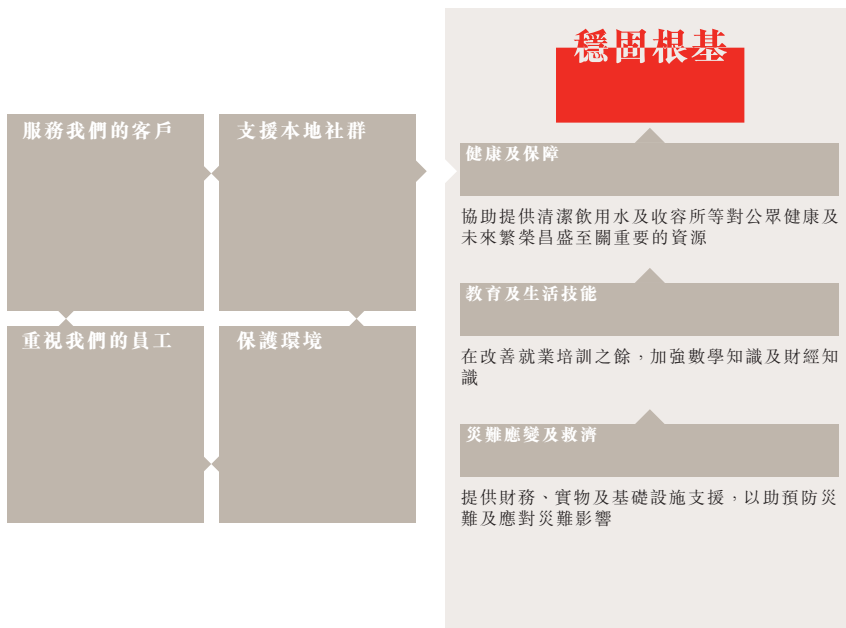 服務我們的客戶
支援本地社群
重視我們的員工
保護環境
穩固根基
健康及保障
協助提供清潔飲用水及收容所等對公眾健康及
未來繁榮昌盛至關重要的資源
教育及生活技能
在改善就業培訓之餘，加強數學知識及財經知
識
災難應變及救濟
提供財務、實物及基礎設施支援，以助預防災
難及應對災難影響